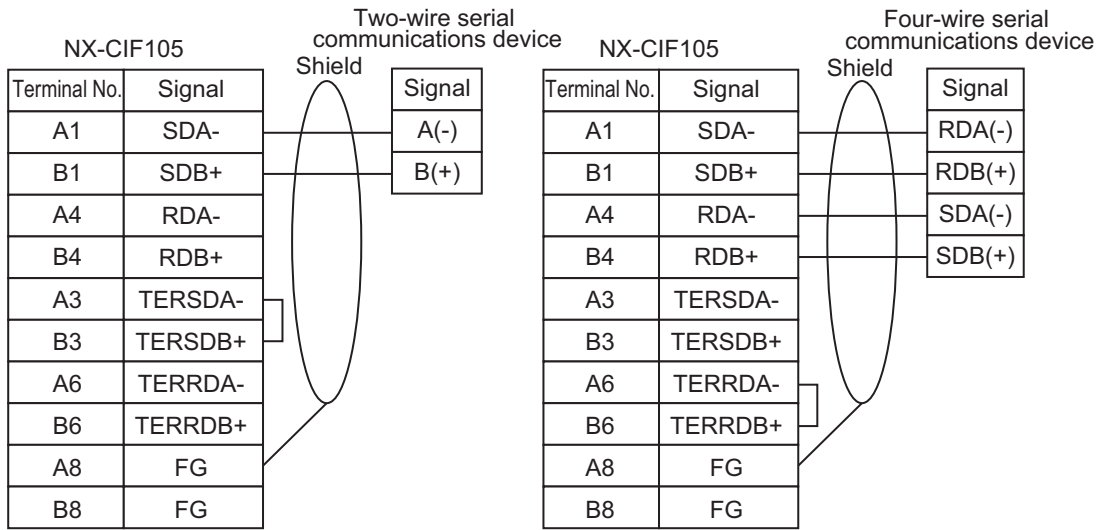 Two-wire serial
communications device
NX-CIF105
Shield
Terminal No. Signal
Signal
A1 SDA- A(-)
B1 SDB+ B(+)
A4 RDA-
B4 RDB+
A3 TERSDA-
B3 TERSDB+
A6 TERRDA-
B6 TERRDB+
A8 FG
B8 FG
Four-wire serial
communications device
NX-CIF105
Shield
Terminal No. Signal
Signal
A1 SDA- RDA(-)
B1 SDB+ RDB(+)
A4 RDA- SDA(-)
B4 RDB+ SDB(+)
A3 TERSDA-
B3 TERSDB+
A6 TERRDA-
B6 TERRDB+
A8 FG
B8 FG